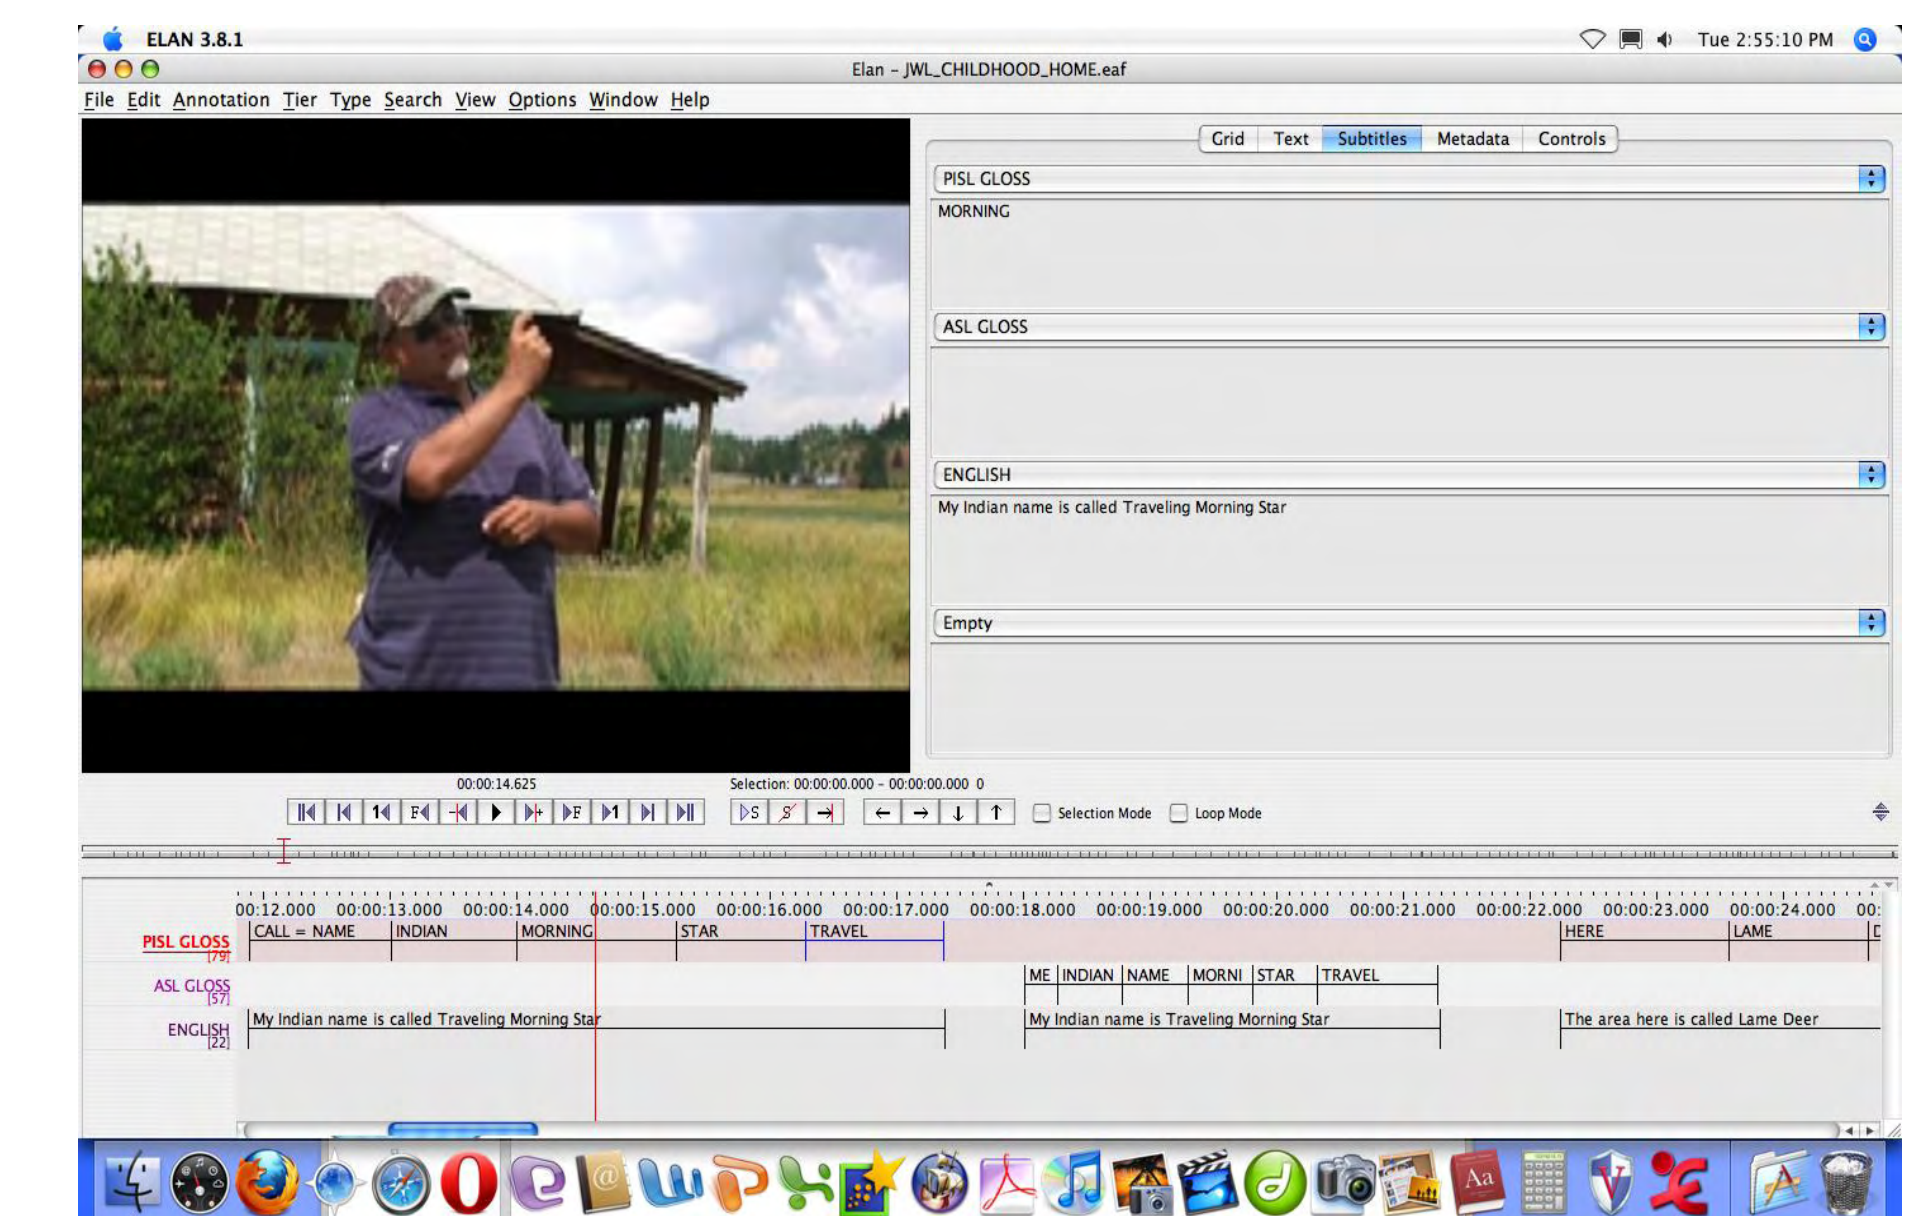 ELAN 3.8.1
Tue 2:55:10 PM
Elan - JWL_CHILDHOOD_HOME.eaf
File Edit Annotation Tier Type Search View Options Window Help
Grid Text Subtitles Metadata Controls
PISL GLOSS
MORNING
ASL GLOSS
ENGLISH
My Indian name is called Traveling Morning Star
Empty
00:00:14.625
Selection: 00:00:00.000 - 00:00:00.000 0
1 F + F 1 S S
Selection Mode Loop Mode
00:12.000 00:00:13.000 00:00:14.000 00:00:15.000 00:00:16.000 00:00:17.000 00:00:18.000 00:00:19.000 00:00:20.000 00:00:21.000 00:00:22.000 00:00:23.000 00:00:24.000 00:
PISL GLOSS CALL = NAME INDIAN MORNING STAR TRAVEL HERE LAME
[79]
ASL GLOSS ME INDIAN NAME MORNI STAR TRAVEL
[57]
ENGLISH My Indian name is called Traveling Morning Star My Indian name is Traveling Morning Star The area here is called Lame Deer
[22]
Aa